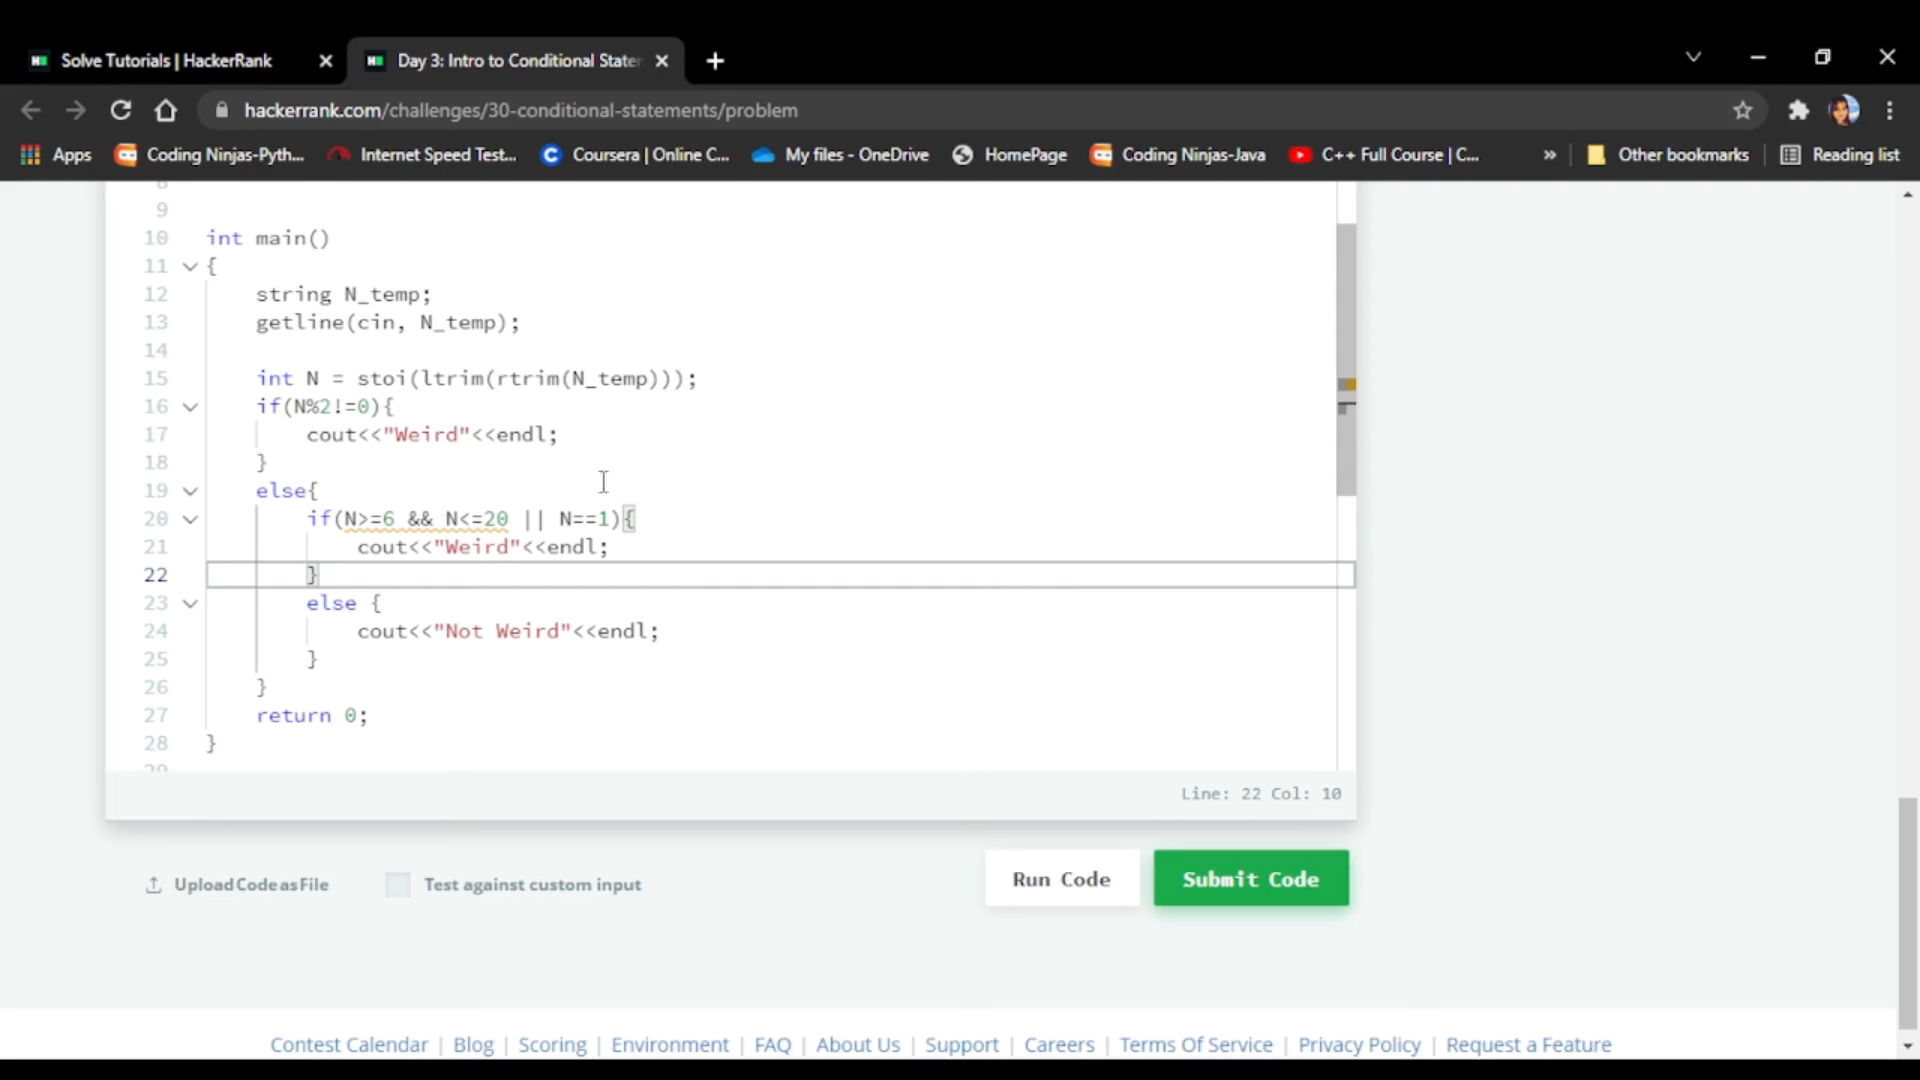 Solve Tutorials | HackerRank
Day 3: Intro to Conditional State
hackerrank.com/challenges/30-conditional-statements/problem
Apps
Coding Ninjas-Pyth...
Internet Speed Test...
Coursera | Online C...
My files - OneDrive
HomePage
Coding Ninjas-Java
C++ Full Course | C...
»
Other bookmarks
Reading list
9
10 int main()
11 {
12 string N_temp;
13 getline(cin, N_temp);
14
15 int N = stoi(ltrim(rtrim(N_temp)));
16 if(N%2!=0){
17 cout<<"Weird"<<endl;
18 }
19 else{
20 if(N>=6 && N<=20 || N==1){
21 cout<<"Weird"<<endl;
22 }
23 else {
24 cout<<"Not Weird"<<endl;
25 }
26 }
27 return 0;
28 }
Line: 22 Col: 10
Upload Code as File
Test against custom input
Run Code
Submit Code
Contest Calendar | Blog | Scoring | Environment | FAQ | About Us | Support | Careers | Terms Of Service | Privacy Policy | Request a Feature